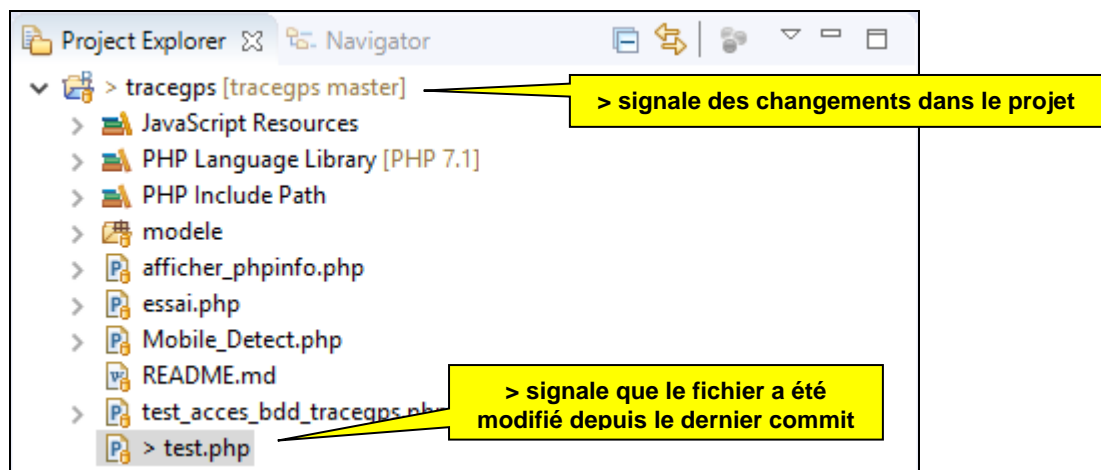 Project Explorer Navigator
> tracegps [tracegps master]
> signale des changements dans le projet
JavaScript Resources
PHP Language Library [PHP 7.1]
PHP Include Path
modele
afficher_phpinfo.php
essai.php
Mobile_Detect.php
README.md
> signale que le fichier a été
modifié depuis le dernier commit
test_acces_bdd_tracegps.php
> test.php